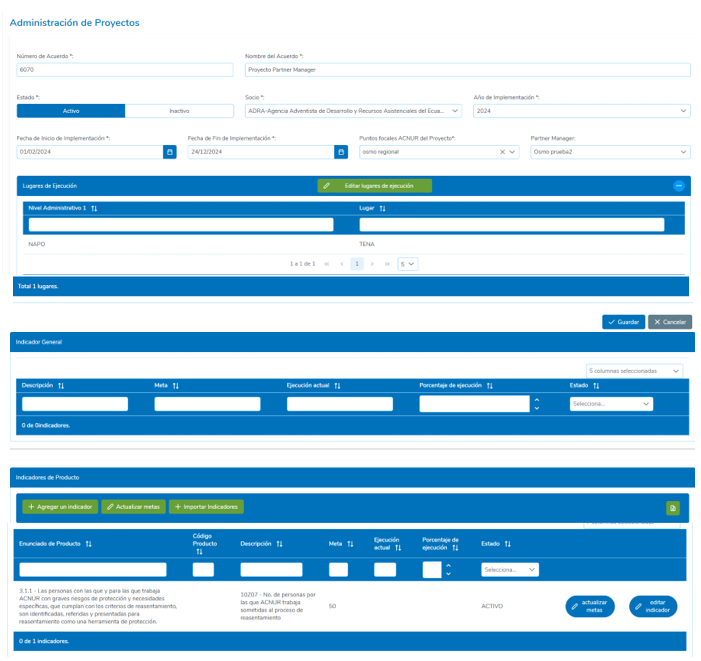 Administración de Proyectos
Número de Acuerdo *: Nombre del Acuerdo *:
6070 Proyecto Partner Manager
Estado *: Socio *: Año de Implementación *:
Activo Inactivo ADRA-Agencia Adventista de Desarrollo y Recursos Asistenciales del Ecua... 2024
Fecha de Inicio de Implementación *: Fecha de Fin de Implementación *: Puntos focales ACNUR del Proyecto*: Partner Manager:
01/02/2024 24/12/2024 osmo regional Osmo prueba2
Lugares de Ejecución Editar lugares de ejecución
Nivel Administrativo 1 Lugar
NAPO TENA
1 a 1 de 1 1 5
Total 1 lugares.
Guardar Cancelar
Indicador General
5 columnas seleccionadas
Descripción Meta Ejecución actual Porcentaje de ejecución Estado
Selecciona...
0 de 0indicadores.
Indicadores de Producto
Agregar un indicador Actualizar metas Importar Indicadores
Enunciado de Producto Código Producto Descripción Meta Ejecución actual Porcentaje de ejecución Estado
Selecciona...
3.1.1 - Las personas con las que y para las que trabaja
ACNUR con graves riesgos de protección y necesidades
específicas, que cumplan con los criterios de reasentamiento,
son identificadas, referidas y presentadas para
reasentamiento como una herramienta de protección.
10207 - No. de personas por
las que ACNUR trabaja
sometidas al proceso de
reasentamiento
50
ACTIVO
actualizar
metas
editar
indicador
0 de 1 indicadores.